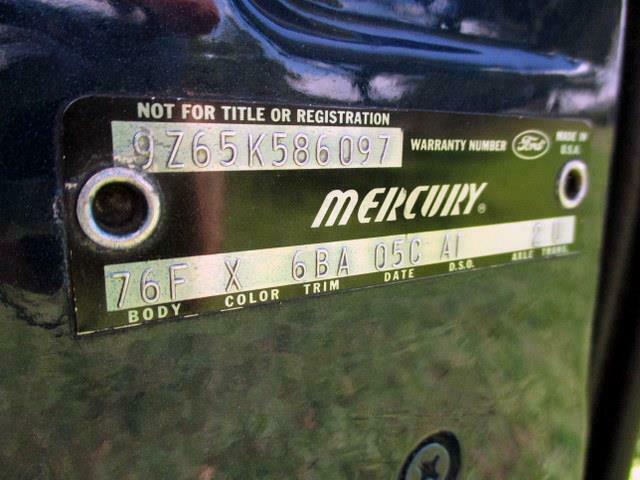 NOT FOR TITLE OR REGISTRATION
9Z65K586097 WARRANTY NUMBER Ford MADE IN U.S.A.
MERCURY®
76F X 6BA 05C A1 2 U
BODY COLOR TRIM DATE D.S.O. AXLE TRANS.